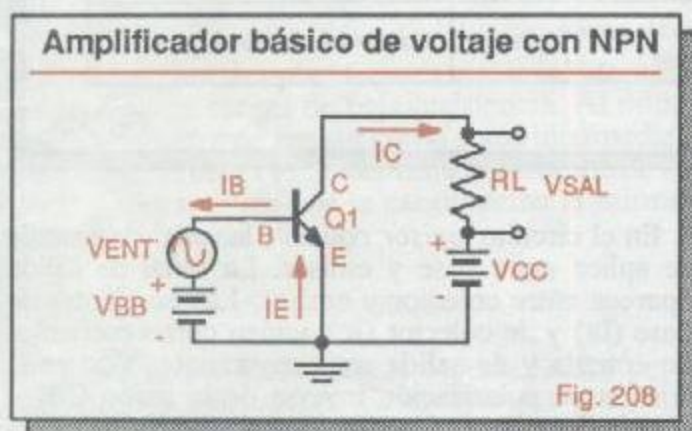 Amplificador básico de voltaje con NPN
IC
IB
C
RL
VSAL
Q1
B
E
VENT
+
VCC
+
VBB
IE
-
Fig. 208